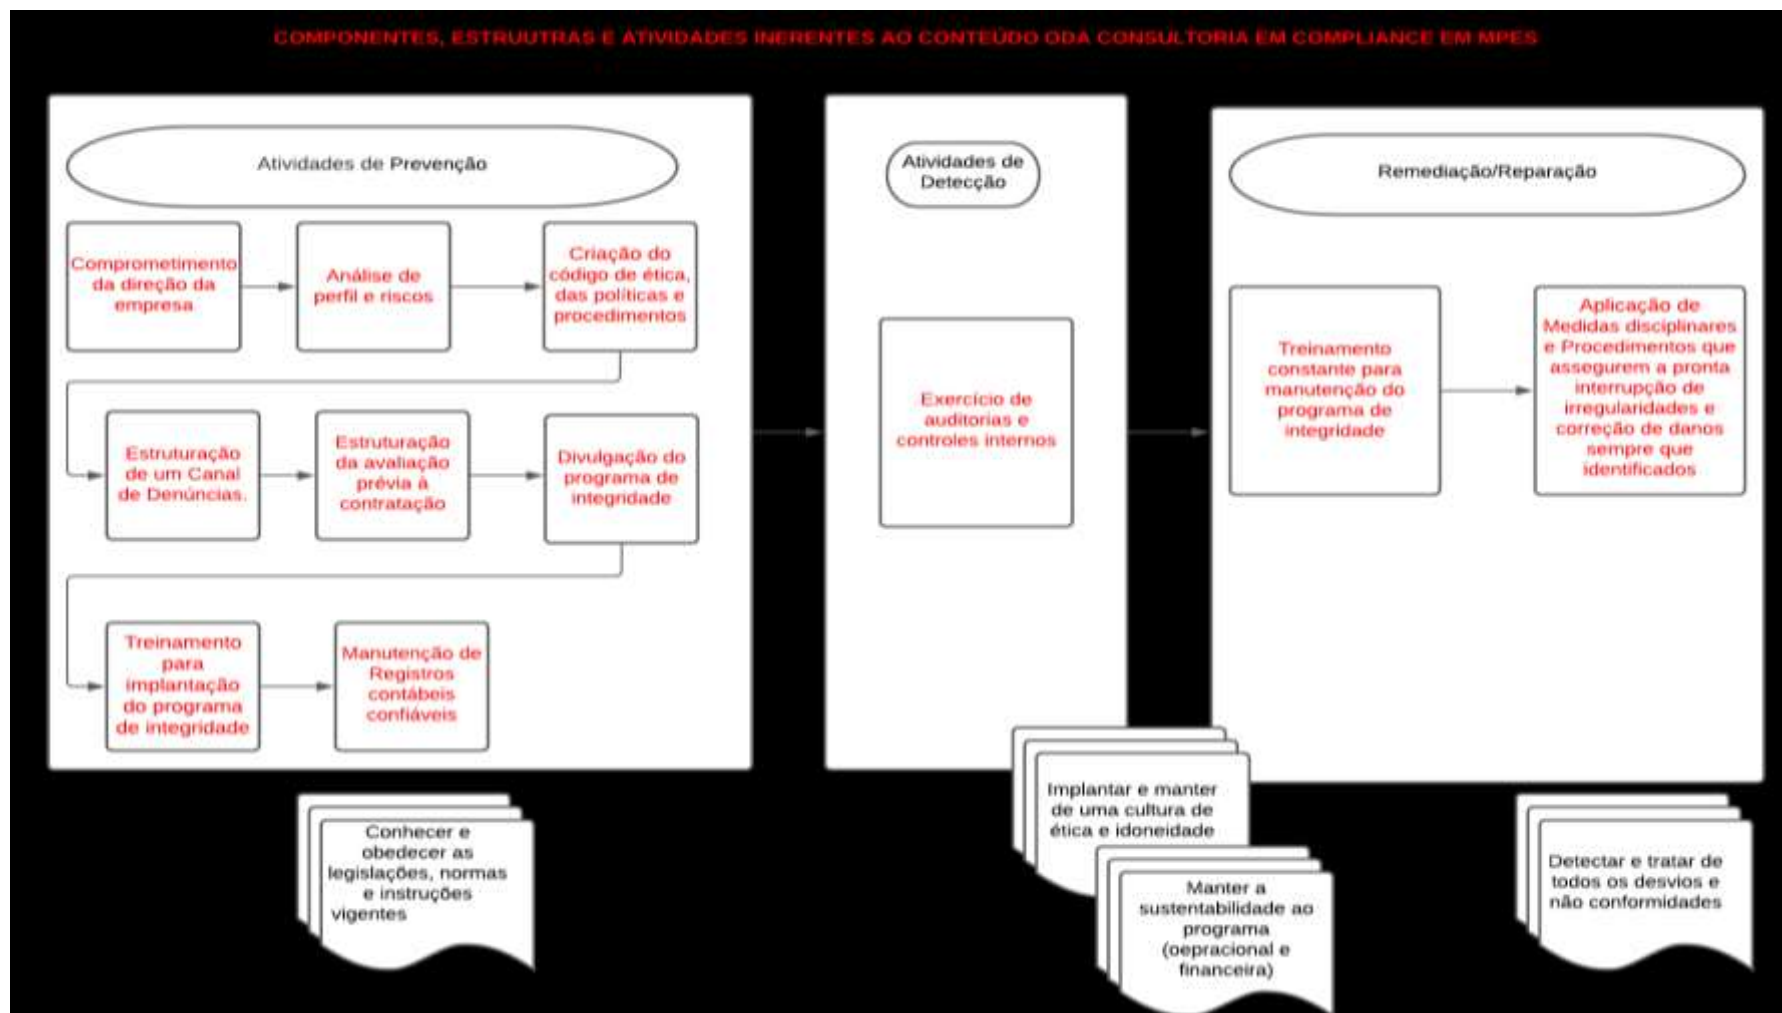 COMPONENTES, ESTRUUTRAS E ATIVIDADES INERENTES AO CONTEÚDO ODA CONSULTORIA EM COMPLIANCE EM MPES
Atividades de Prevenção
Comprometimento
da direção da
empresa
Análise de
perfil e riscos
Criação do
código de ética,
das políticas e
procedimentos
Estruturação
de um Canal
de Denúncias.
Estruturação
da avaliação
prévia à
contratação
Divulgação do
programa de
integridade
Treinamento
para
implantação
do programa
de integridade
Manutenção de
Registros
contábeis
confiáveis
Atividades de
Detecção
Exercício de
auditorias e
controles internos
Remediação/Reparação
Treinamento
constante para
manutenção do
programa de
integridade
Aplicação de
Medidas disciplinares
e Procedimentos que
assegurem a pronta
interrupção de
irregularidades e
correção de danos
sempre que
identificados
Conhecer e
obedecer as
legislações, normas
e instruções
vigentes
Implantar e manter
de uma cultura de
ética e idoneidade
Manter a
sustentabilidade ao
programa
(oepracional e
financeira)
Detectar e tratar de
todos os desvios e
não conformidades